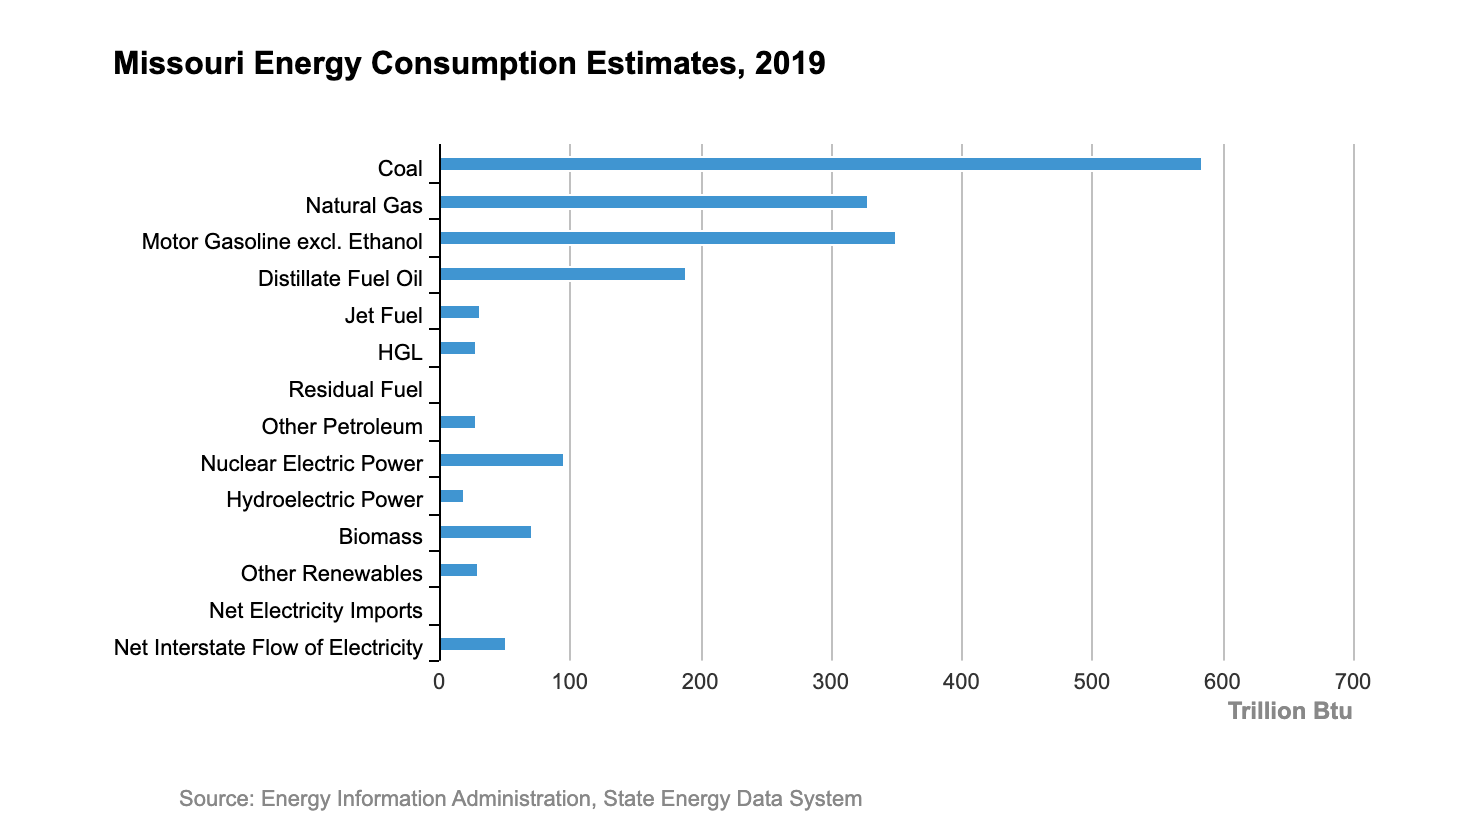 Missouri Energy Consumption Estimates, 2019
Coal
Natural Gas
Motor Gasoline excl. Ethanol
Distillate Fuel Oil
Jet Fuel
HGL
Residual Fuel
Other Petroleum
Nuclear Electric Power
Hydroelectric Power
Biomass
Other Renewables
Net Electricity Imports
Net Interstate Flow of Electricity
0 100 200 300 400 500 600 700
Trillion Btu
Source: Energy Information Administration, State Energy Data System